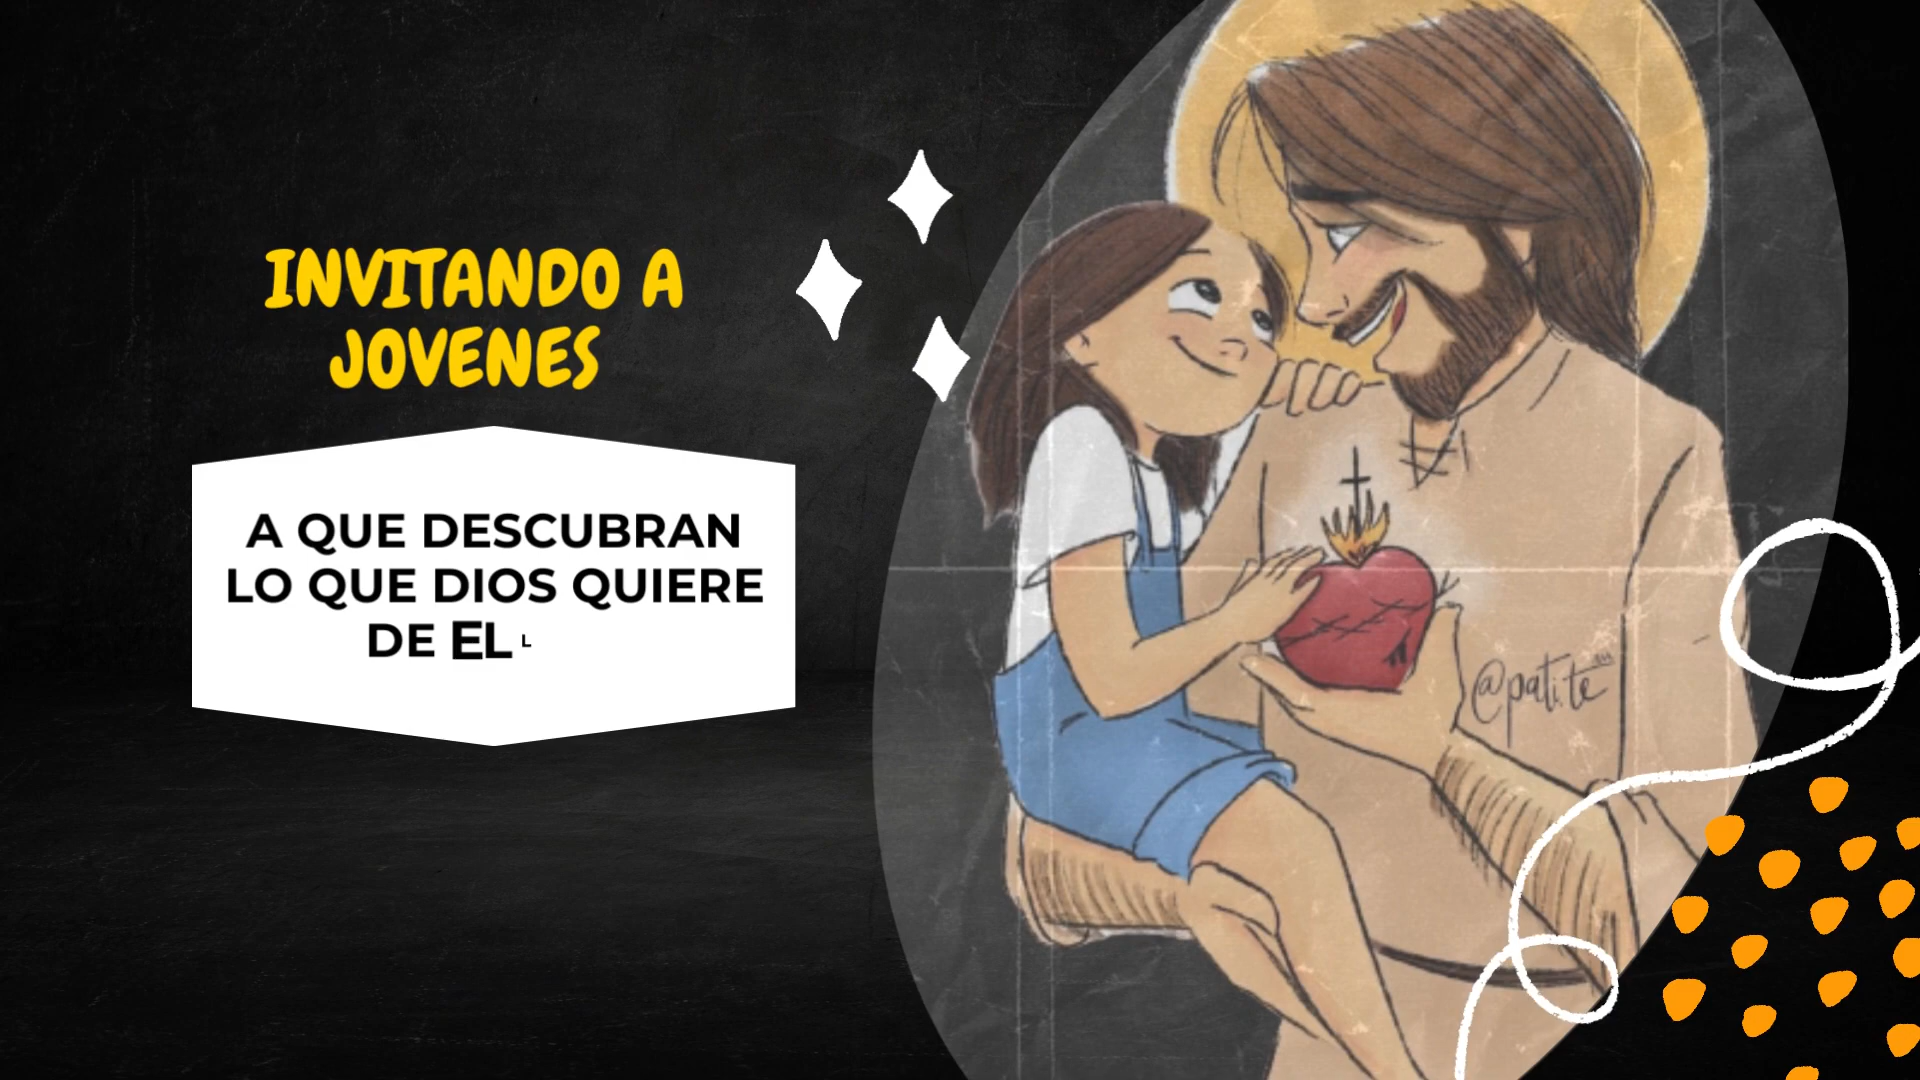 INVITANDO A
JOVENES
A QUE DESCUBRAN
LO QUE DIOS QUIERE
DE EL L
@patite